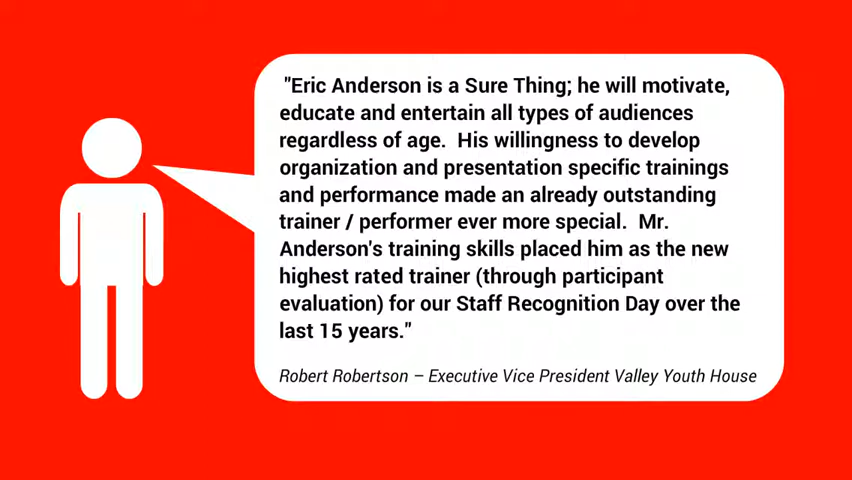 "Eric Anderson is a Sure Thing; he will motivate,
educate and entertain all types of audiences
regardless of age.  His willingness to develop
organization and presentation specific trainings
and performance made an already outstanding
trainer / performer ever more special.  Mr.
Anderson's training skills placed him as the new
highest rated trainer (through participant
evaluation) for our Staff Recognition Day over the
last 15 years."
Robert Robertson – Executive Vice President Valley Youth House